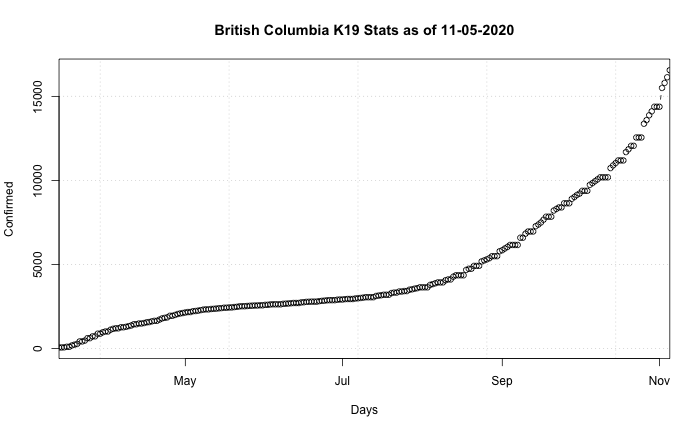 British Columbia K19 Stats as of 11-05-2020
15000
10000
5000
0
Confirmed
May Jul Sep Nov
Days